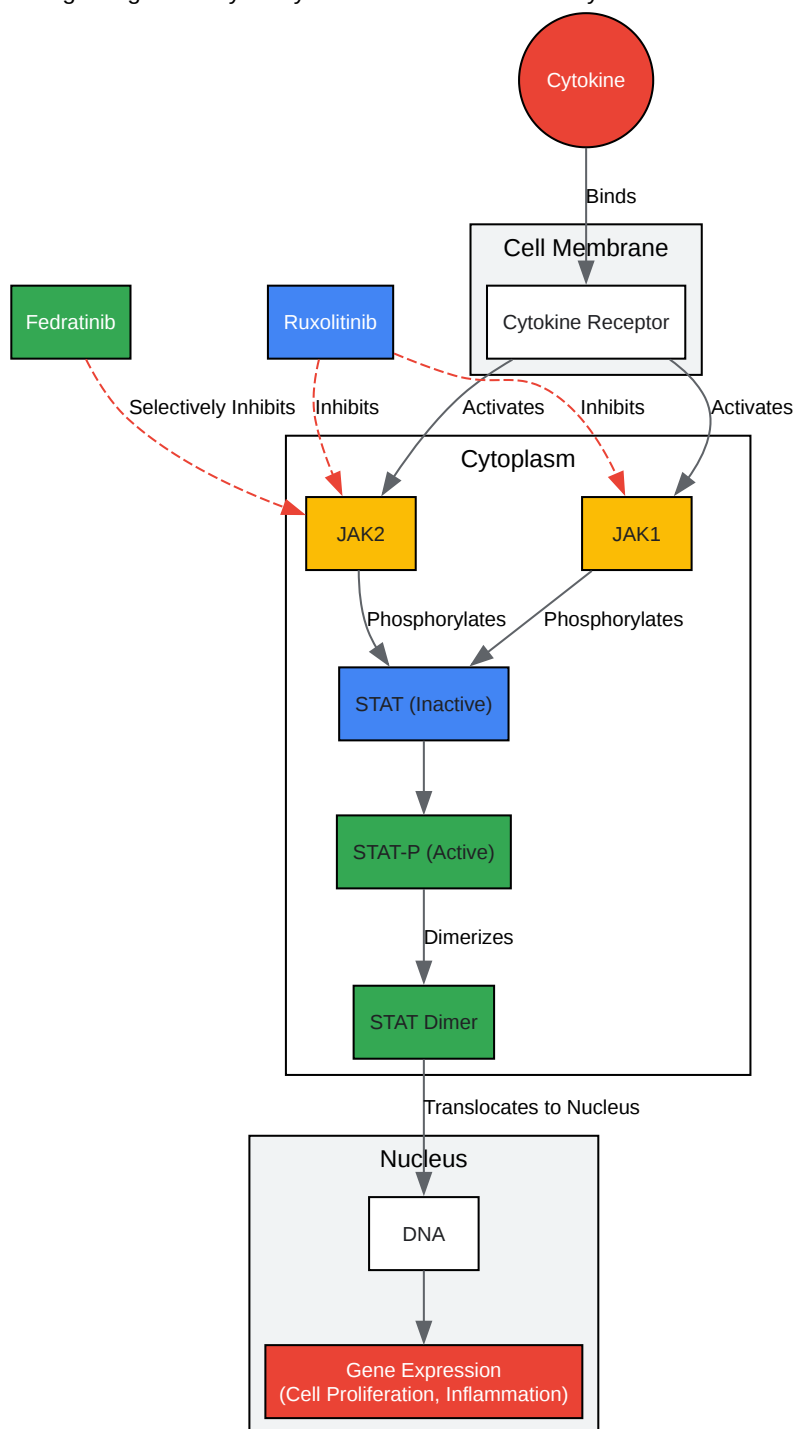 Cytokine
Binds
Cell Membrane
Fedratinib
Ruxolitinib
Cytokine Receptor
Selectively Inhibits
Inhibits
Activates
Inhibits
Activates
Cytoplasm
JAK2
JAK1
Phosphorylates
Phosphorylates
STAT (Inactive)
STAT-P (Active)
Dimerizes
STAT Dimer
Translocates to Nucleus
Nucleus
DNA
Gene Expression
(Cell Proliferation, Inflammation)